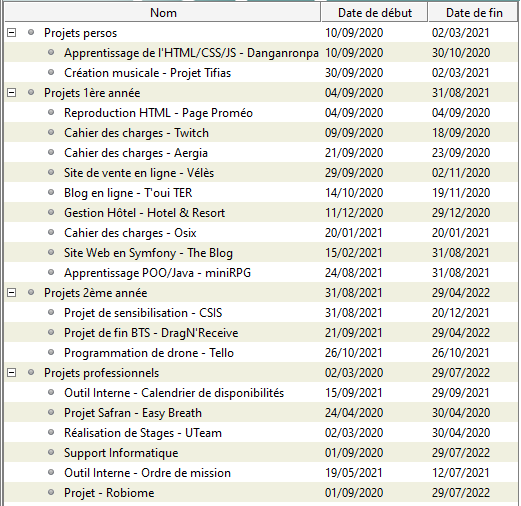 Nom Date de début Date de fin
Projets persos 10/09/2020 02/03/2021
Apprentissage de l'HTML/CSS/JS - Danganronpa 10/09/2020 30/10/2020
Création musicale - Projet Tifias 30/09/2020 02/03/2021
Projets 1ère année 04/09/2020 31/08/2021
Reproduction HTML - Page Proméo 04/09/2020 04/09/2020
Cahier des charges - Twitch 09/09/2020 18/09/2020
Cahier des charges - Aergia 21/09/2020 23/09/2020
Site de vente en ligne - Vélès 29/09/2020 02/11/2020
Blog en ligne - T'oui TER 14/10/2020 19/11/2020
Gestion Hôtel - Hotel & Resort 11/12/2020 29/12/2020
Cahier des charges - Osix 20/01/2021 20/01/2021
Site Web en Symfony - The Blog 15/02/2021 31/08/2021
Apprentissage POO/Java - miniRPG 24/08/2021 31/08/2021
Projets 2ème année 31/08/2021 29/04/2022
Projet de sensibilisation - CSIS 31/08/2021 20/12/2021
Projet de fin BTS - DragN'Receive 21/09/2021 29/04/2022
Programmation de drone - Tello 26/10/2021 26/10/2021
Projets professionnels 02/03/2020 29/07/2022
Outil Interne - Calendrier de disponibilités 15/09/2021 29/09/2021
Projet Safran - Easy Breath 24/04/2020 30/04/2020
Réalisation de Stages - UTeam 02/03/2020 30/04/2020
Support Informatique 01/09/2020 29/07/2022
Outil Interne - Ordre de mission 19/05/2021 12/07/2021
Projet - Robiome 01/09/2020 29/07/2022